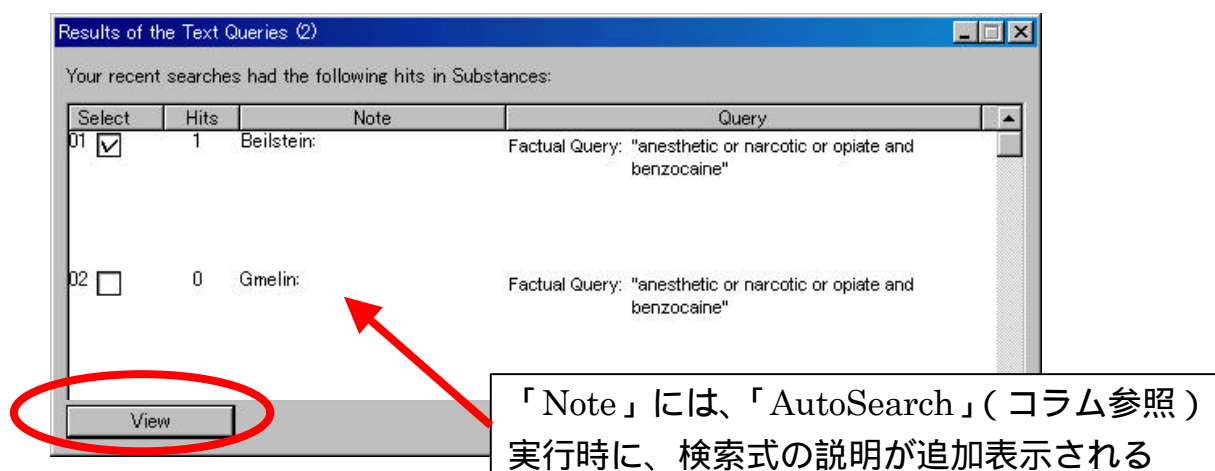 Results of the Text Queries (2)
Your recent searches had the following hits in Substances:
Select Hits Note Query
01 1 Beilstein: Factual Query: "anesthetic or narcotic or opiate and
benzocaine"
02 0 Gmelin: Factual Query: "anesthetic or narcotic or opiate and
benzocaine"
View
「Note」には、「AutoSearch」(コラム参照)
実行時に、検索式の説明が追加表示される